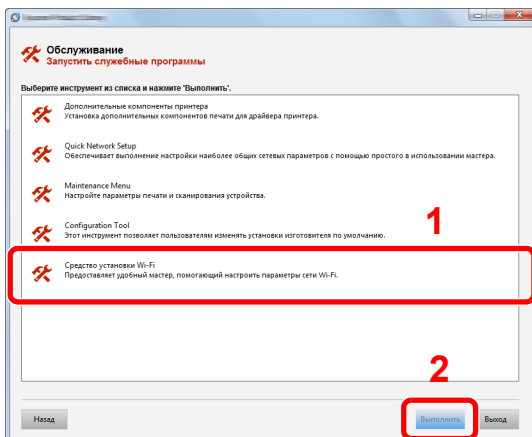 Обслуживание
Запустить служебные программы
Выберите инструмент из списка и нажмите "Выполнить".
Дополнительные компоненты принтера
Установка дополнительных компонентов печати для драйвера принтера.
Quick Network Setup
Обеспечивает выполнение настройки наиболее общих сетевых параметров с помощью простого в использовании мастера.
Maintenance Menu
Настройте параметры печати и сканирования устройства.
Configuration Tool
Этот инструмент позволяет пользователям изменять установки изготовителя по умолчанию.
1
Средство установки Wi-Fi
Предоставляет удобный мастер, помогающий настроить параметры сети Wi-Fi.
2
Назад
Выполнить
Выход